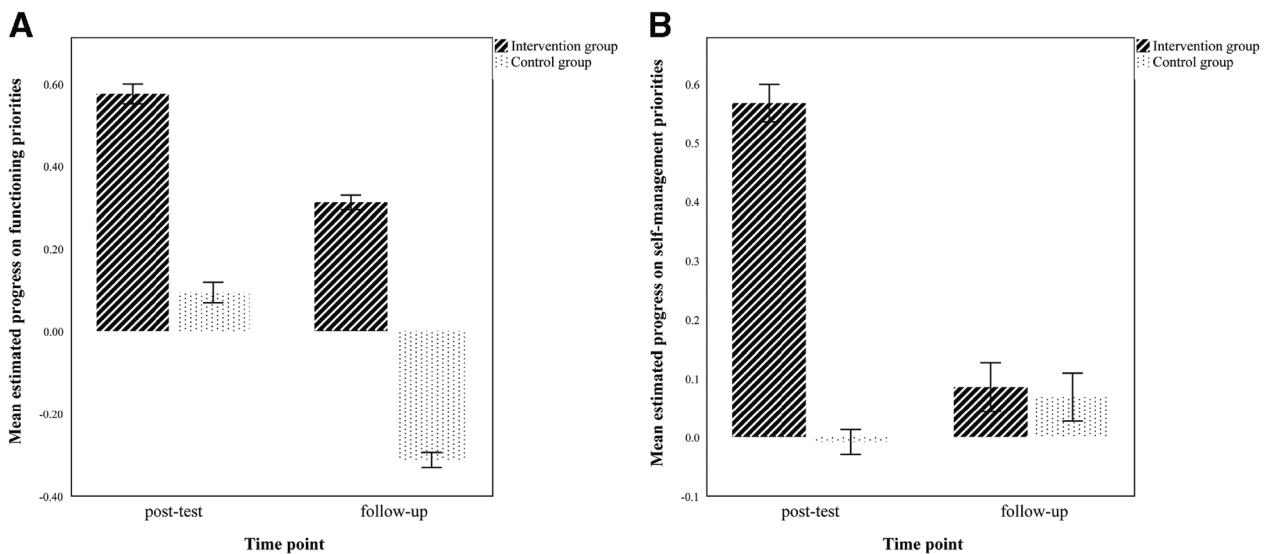 A
Mean estimated progress on functioning priorities
0.60
0.40
0.20
0.00
-0.20
-0.40
post-test
follow-up
Time point
Intervention group
Control group
B
Mean estimated progress on self-management priorities
0.6
0.5
0.4
0.3
0.2
0.1
0.0
-0.1
post-test
follow-up
Time point
Intervention group
Control group